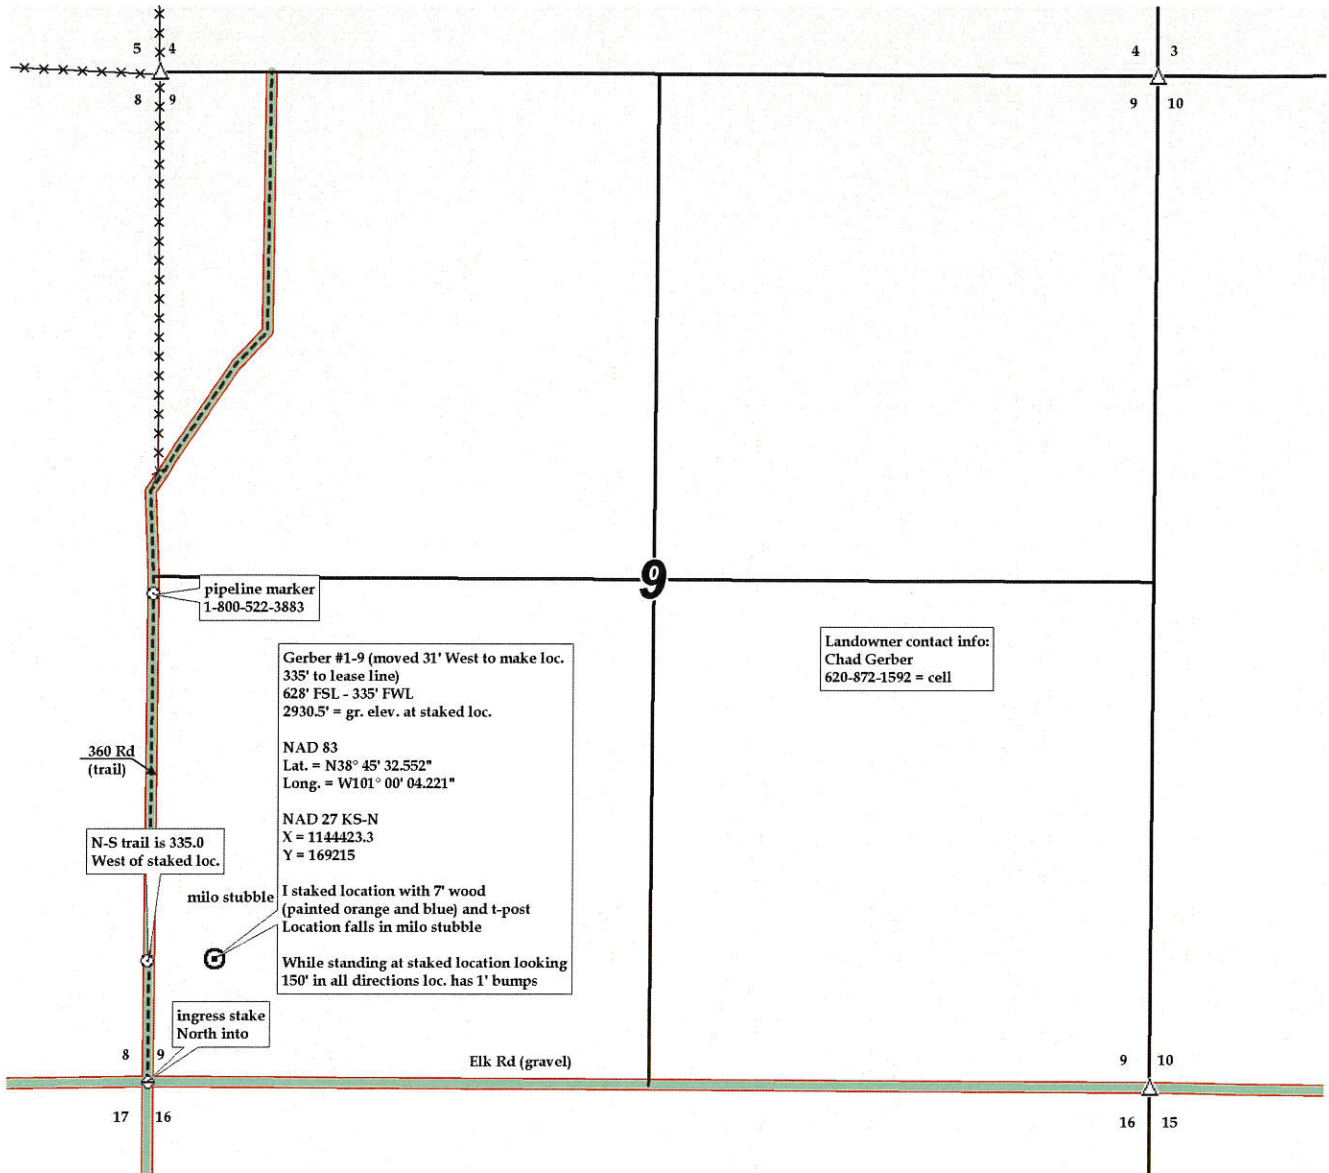 5 4
4 3
8 9
9 10
pipeline marker
1-800-522-3883
9
Landowner contact info:
Chad Gerber
620-872-1592 = cell
Gerber #1-9 (moved 31' West to make loc.
335' to lease line)
628' FSL - 335' FWL
2930.5' = gr. elev. at staked loc.
NAD 83
Lat. = N38° 45' 32.552"
Long. = W101° 00' 04.221"
NAD 27 KS-N
X = 1144423.3
Y = 169215
I staked location with 7' wood
(painted orange and blue) and t-post
Location falls in milo stubble
While standing at staked location looking
150' in all directions loc. has 1' bumps
360 Rd
(trail)
N-S trail is 335.0
West of staked loc.
milo stubble
ingress stake
North into
8 9
Elk Rd (gravel)
9 10
17 16
16 15